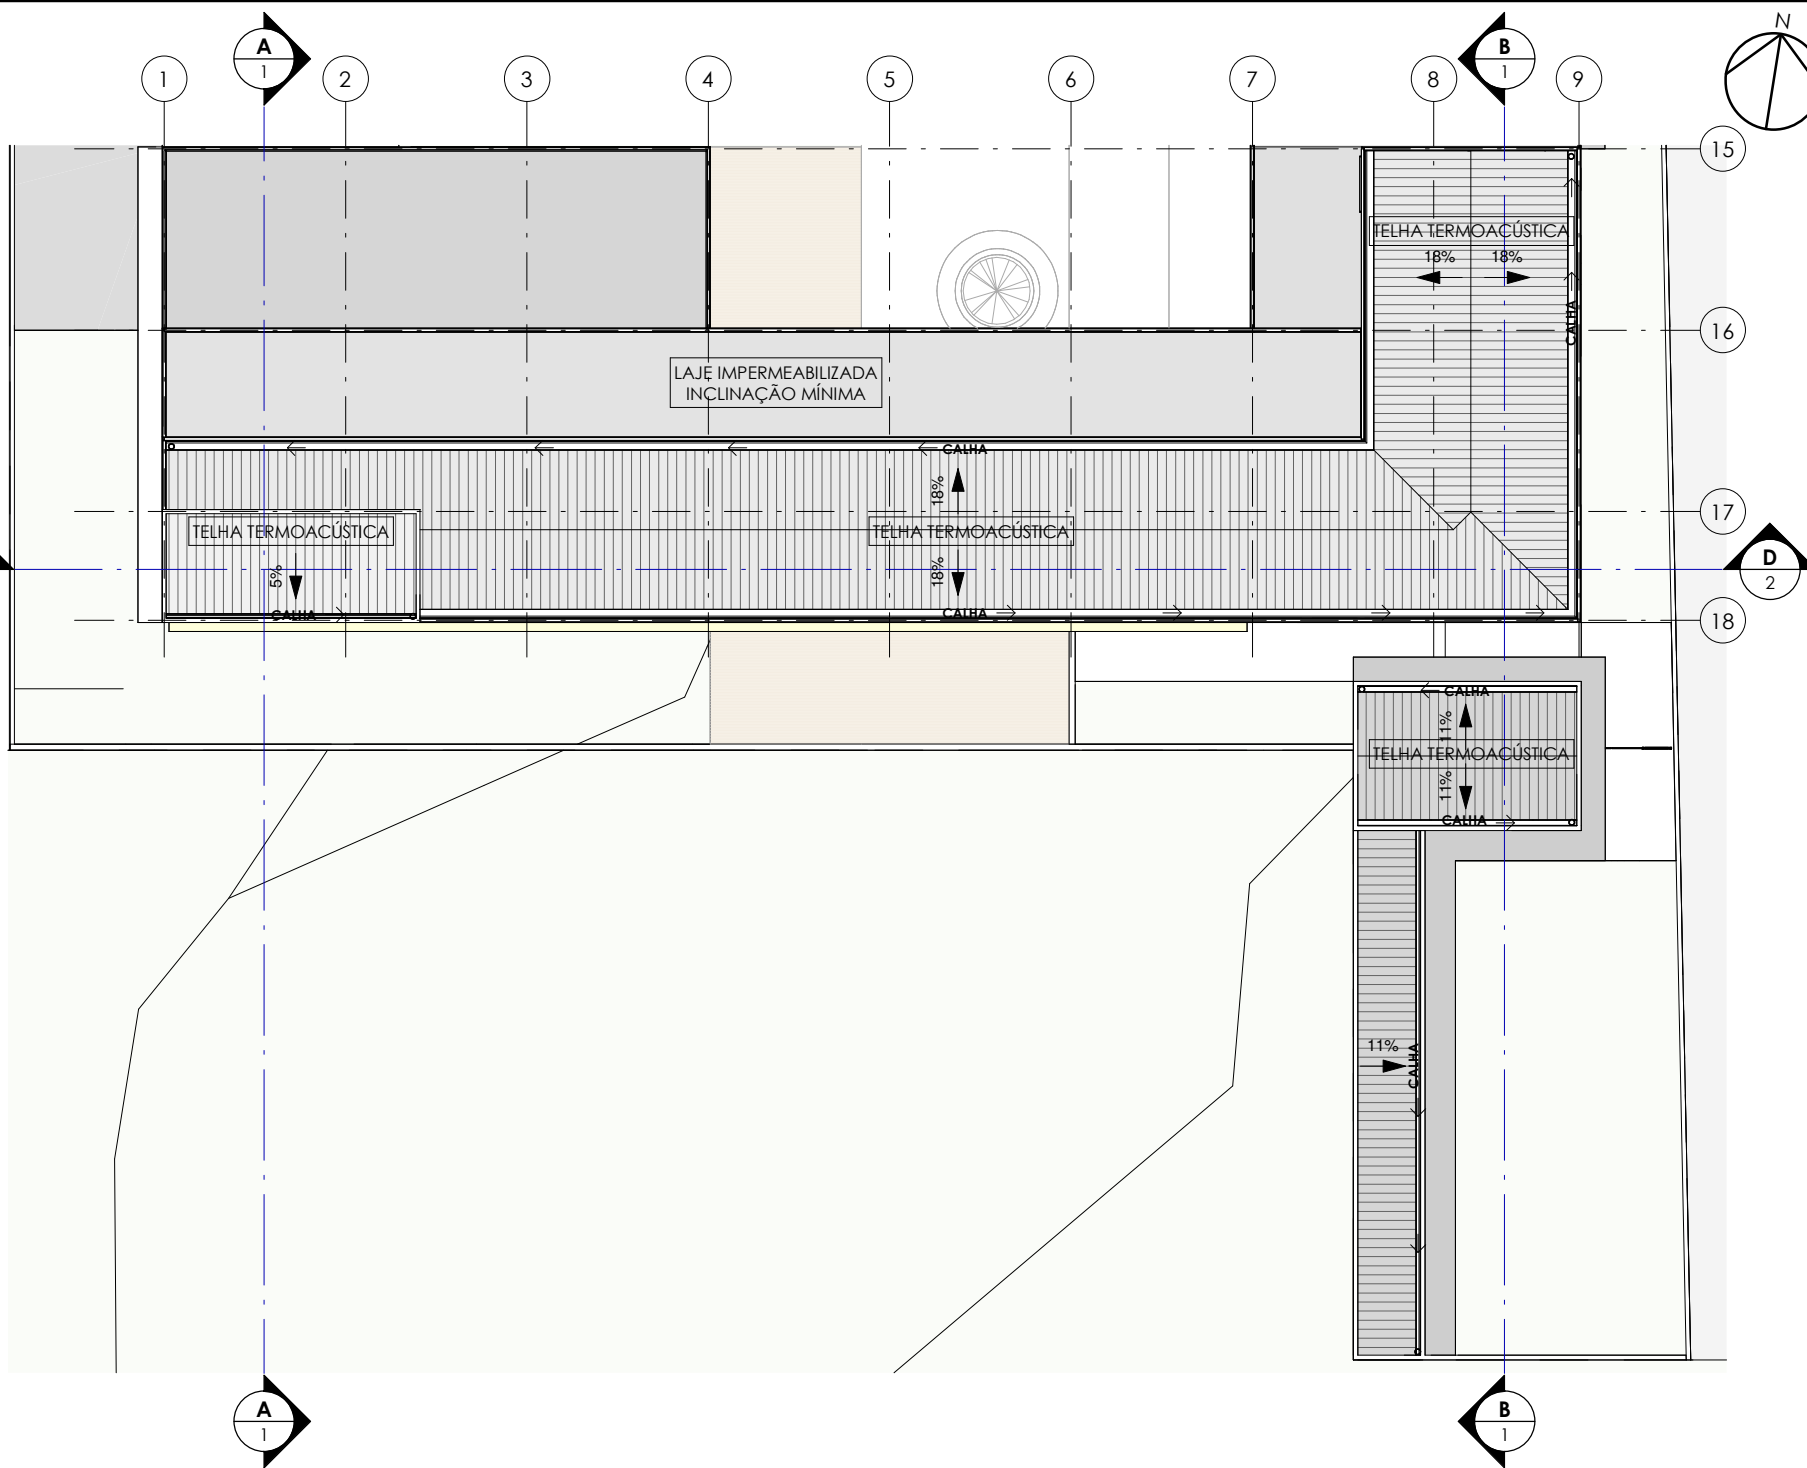 N
A
1
B
1
1
2
3
4
5
6
7
8
9
15
TELHA TERMOACÚSTICA
18%
18%
CALHA
16
LAJE IMPERMEABILIZADA
INCLINAÇÃO MÍNIMA
CALHA
18%
17
TELHA TERMOACÚSTICA
TELHA TERMOACÚSTICA
5%
18%
D
2
CALHA
CALHA
18
CALHA
11%
TELHA TERMOACÚSTICA
11%
CALHA
11%
CALHA
A
1
B
1